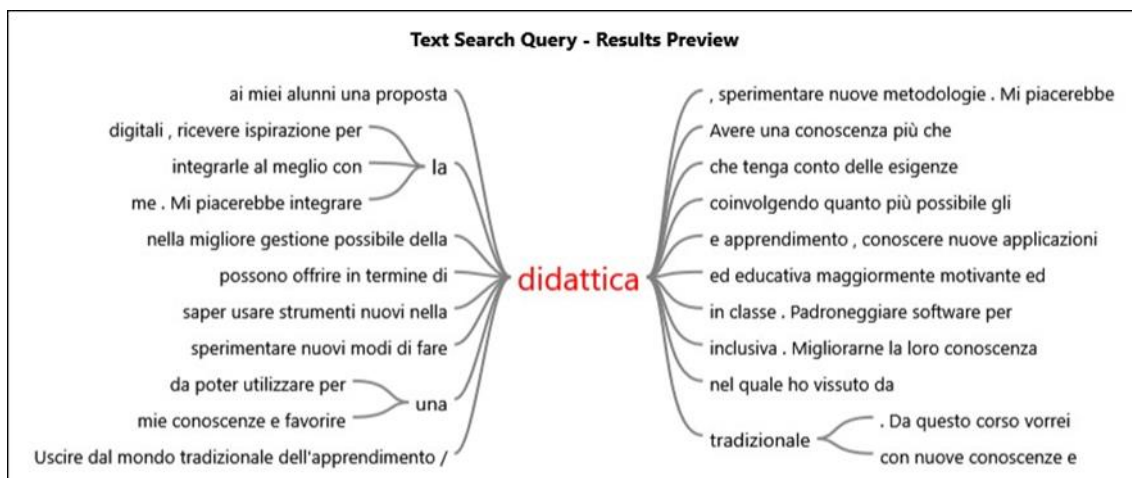 Text Search Query - Results Preview
ai miei alunni una proposta
digitali , ricevere ispirazione per
integrarle al meglio con
me . Mi piacerebbe integrare
la
nella migliore gestione possibile della
possono offrire in termine di
saper usare strumenti nuovi nella
sperimentare nuovi modi di fare
da poter utilizzare per
mie conoscenze e favorire
una
Uscire dal mondo tradizionale dell'apprendimento /
didattica
, sperimentare nuove metodologie . Mi piacerebbe
Avere una conoscenza più che
che tenga conto delle esigenze
coinvolgendo quanto più possibile gli
e apprendimento , conoscere nuove applicazioni
ed educativa maggiormente motivante ed
in classe . Padroneggiare software per
inclusiva . Migliorarne la loro conoscenza
nel quale ho vissuto da
tradizionale
. Da questo corso vorrei
con nuove conoscenze e